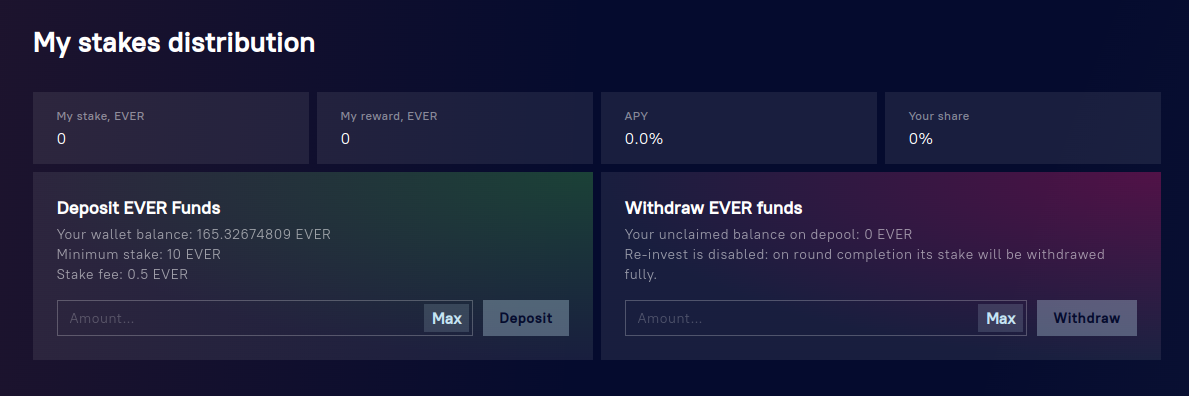 My stakes distribution
My stake, EVER
0
My reward, EVER
0
APY
0.0%
Your share
0%
Deposit EVER Funds
Your wallet balance: 165.32674809 EVER
Minimum stake: 10 EVER
Stake fee: 0.5 EVER
Amount...
Max
Deposit
Withdraw EVER funds
Your unclaimed balance on depool: 0 EVER
Re-invest is disabled: on round completion its stake will be withdrawed
fully.
Amount...
Max
Withdraw